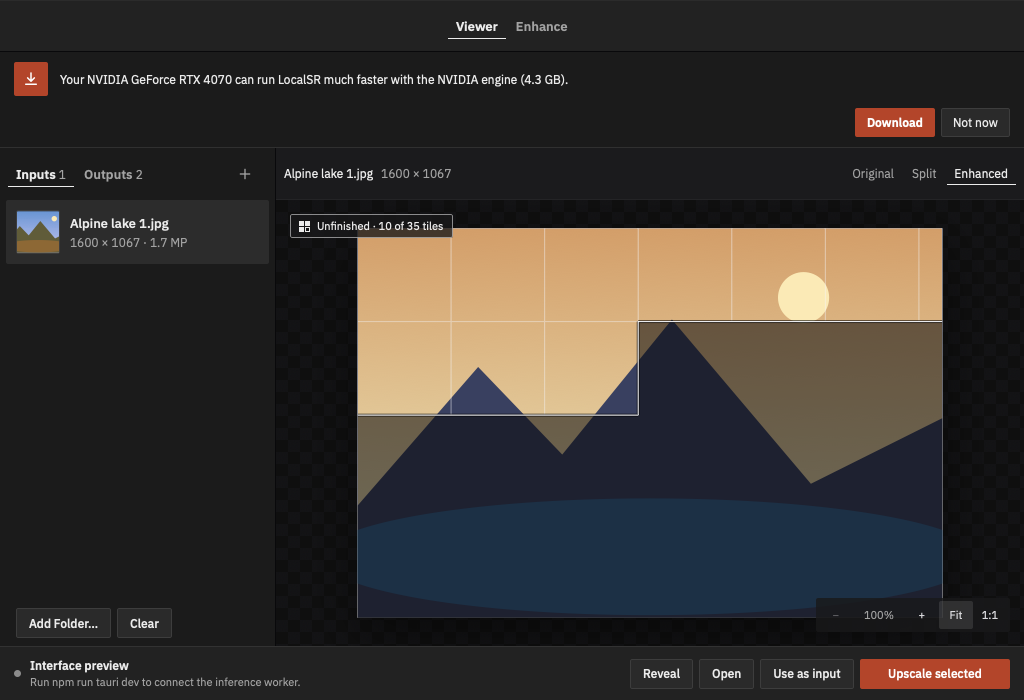 Viewer Enhance
Your NVIDIA GeForce RTX 4070 can run LocalSR much faster with the NVIDIA engine (4.3 GB).
Download Not now
Inputs 1 Outputs 2 +
Alpine lake 1.jpg 1600 × 1067
Original Split Enhanced
Alpine lake 1.jpg
1600 × 1067 · 1.7 MP
Unfinished · 10 of 35 tiles
− 100% + Fit 1:1
Add Folder... Clear
Interface preview
Run npm run tauri dev to connect the inference worker.
Reveal Open Use as input Upscale selected